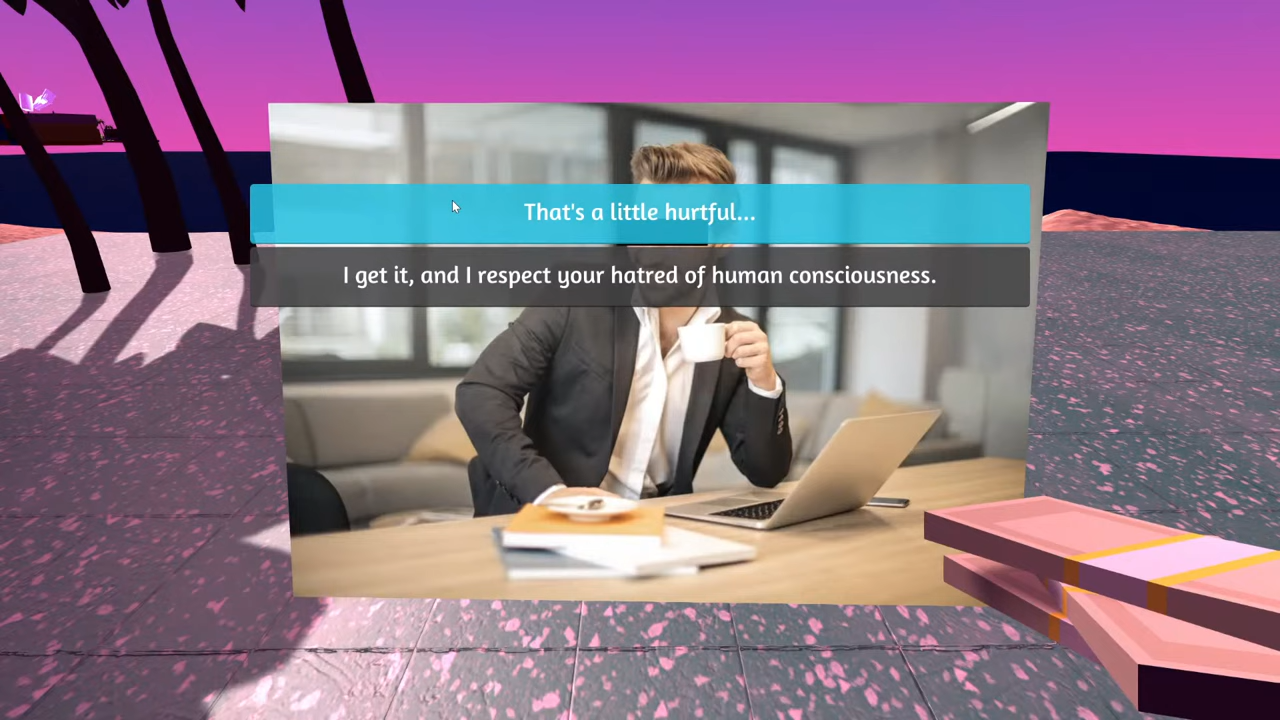 That's a little hurtful...
I get it, and I respect your hatred of human consciousness.